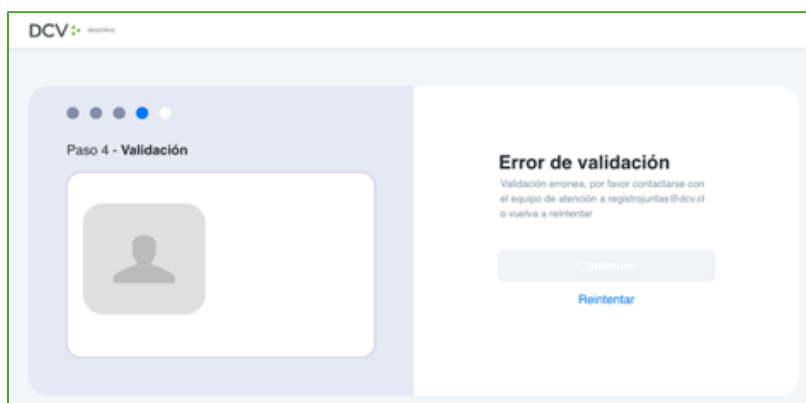 DCV REGISTROS
Paso 4 - Validación
Error de validación
Validación erronea, por favor contactarse con
el equipo de atención a registrojuntas@dcv.cl
o vuelva a reintentar
Continuar
Reintentar